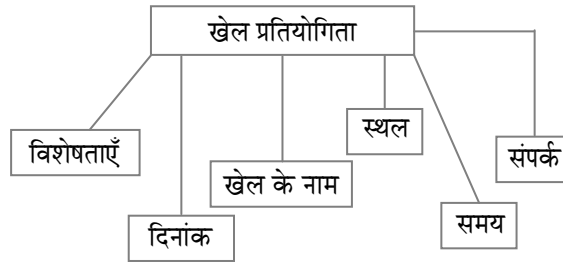 खेल प्रतियोगिता
विशेषताएँ
दिनांक
खेल के नाम
स्थल
समय
संपर्क